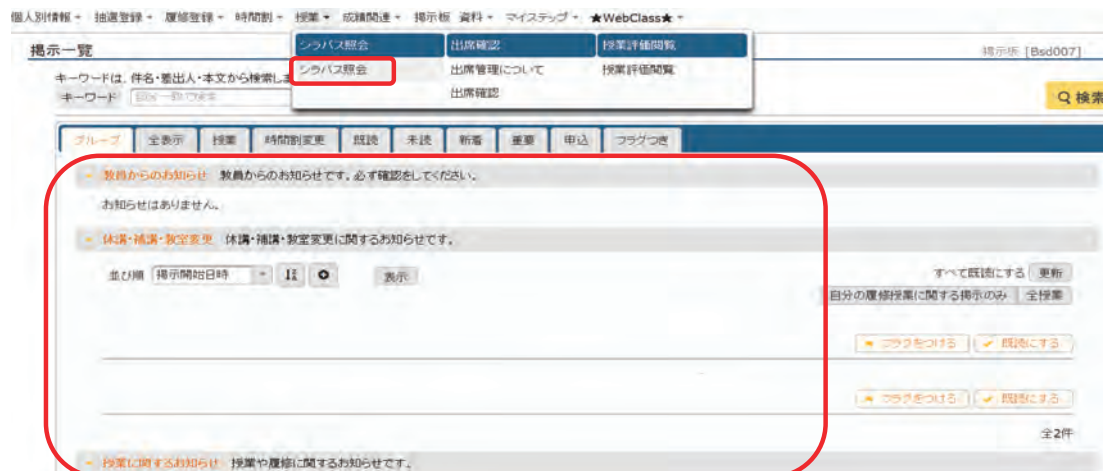 個人別情報 抽選登録 履修登録 時間割 授業 成績関連 掲示板 資料 マイステップ ★WebClass★
掲示一覧
シラバス照会 出席確認 授業評価閲覧
掲示板 [Bsd007]
シラバス照会 出席管理について 授業評価閲覧
出席確認
キーワードは、件名・差出人・本文から検索しま
キーワード
検索
グループ 全表示 授業 時間割変更 既読 未読 新着 重要 申込 フラグつき
教員からのお知らせ 教員からのお知らせです。必ず確認をしてください。
お知らせはありません。
休講・補講・教室変更 休講・補講・教室変更に関するお知らせです。
並び順 掲示開始日時 表示
すべて既読にする 更新
自分の履修授業に関する掲示のみ 全授業
フラグをつける 既読にする
フラグをつける 既読にする
全2件
授業に関するお知らせ 授業や履修に関するお知らせです。